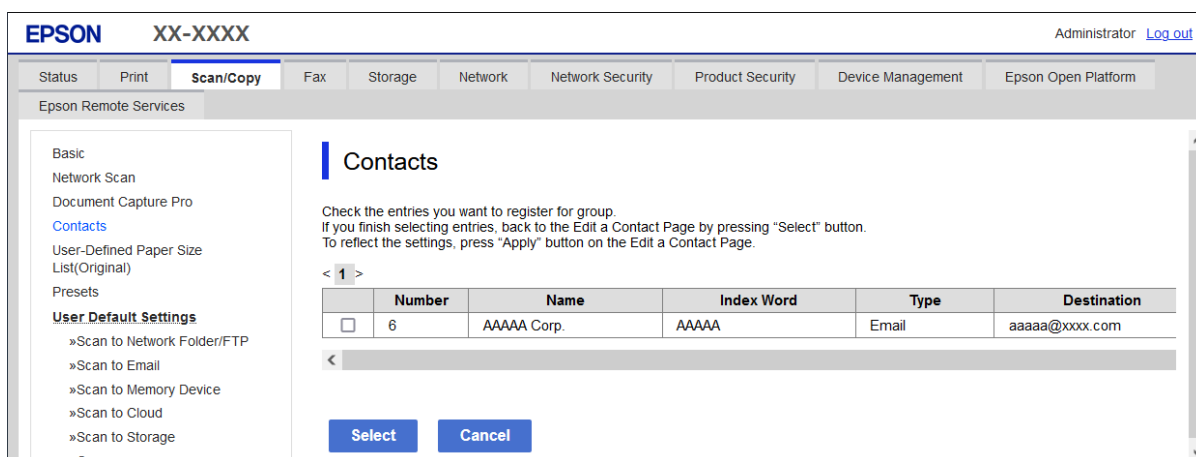 EPSON XX-XXXX Administrator Log out
Status Print Scan/Copy Fax Storage Network Network Security Product Security Device Management Epson Open Platform
Epson Remote Services
Basic
Network Scan
Document Capture Pro
Contacts
User-Defined Paper Size
List(Original)
Presets
User Default Settings
»Scan to Network Folder/FTP
»Scan to Email
»Scan to Memory Device
»Scan to Cloud
»Scan to Storage
Contacts
Check the entries you want to register for group.
If you finish selecting entries, back to the Edit a Contact Page by pressing “Select” button.
To reflect the settings, press “Apply” button on the Edit a Contact Page.
< 1 >
Number Name Index Word Type Destination
6 AAAAA Corp. AAAAA Email aaaaa@xxxx.com
Select Cancel